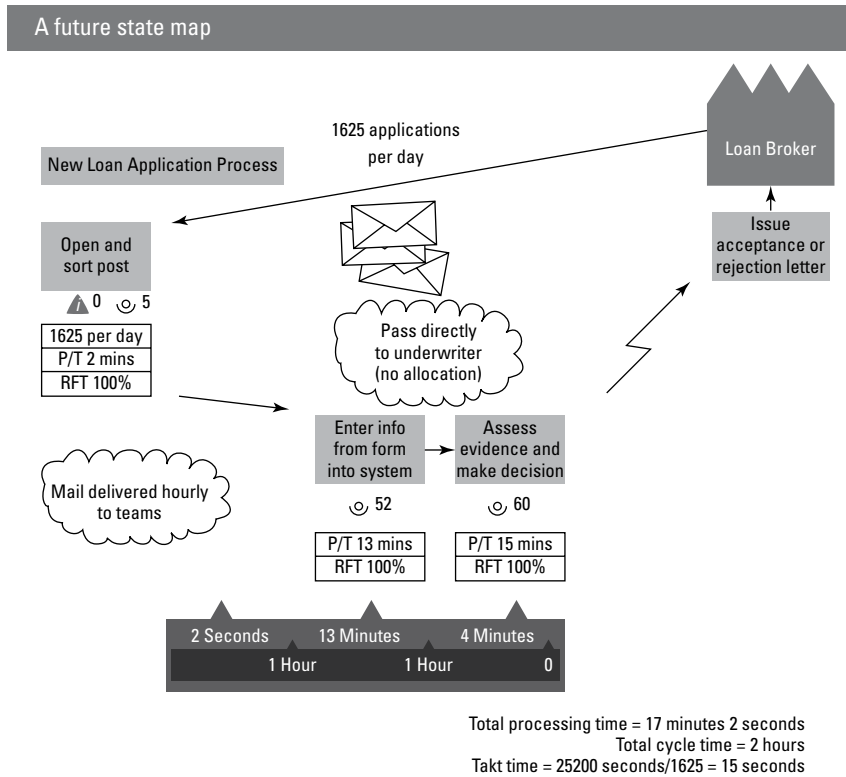 A future state map
1625 applications
per day
Loan Broker
New Loan Application Process
Issue
acceptance or
rejection letter
Open and
sort post
i 0 5
1625 per day
P/T 2 mins
RFT 100%
Pass directly
to underwriter
(no allocation)
Enter info
from form
into system
Assess
evidence and
make decision
Mail delivered hourly
to teams
52
60
P/T 13 mins
RFT 100%
P/T 15 mins
RFT 100%
2 Seconds 13 Minutes 4 Minutes
1 Hour 1 Hour 0
Total processing time = 17 minutes 2 seconds
Total cycle time = 2 hours
Takt time = 25200 seconds/1625 = 15 seconds